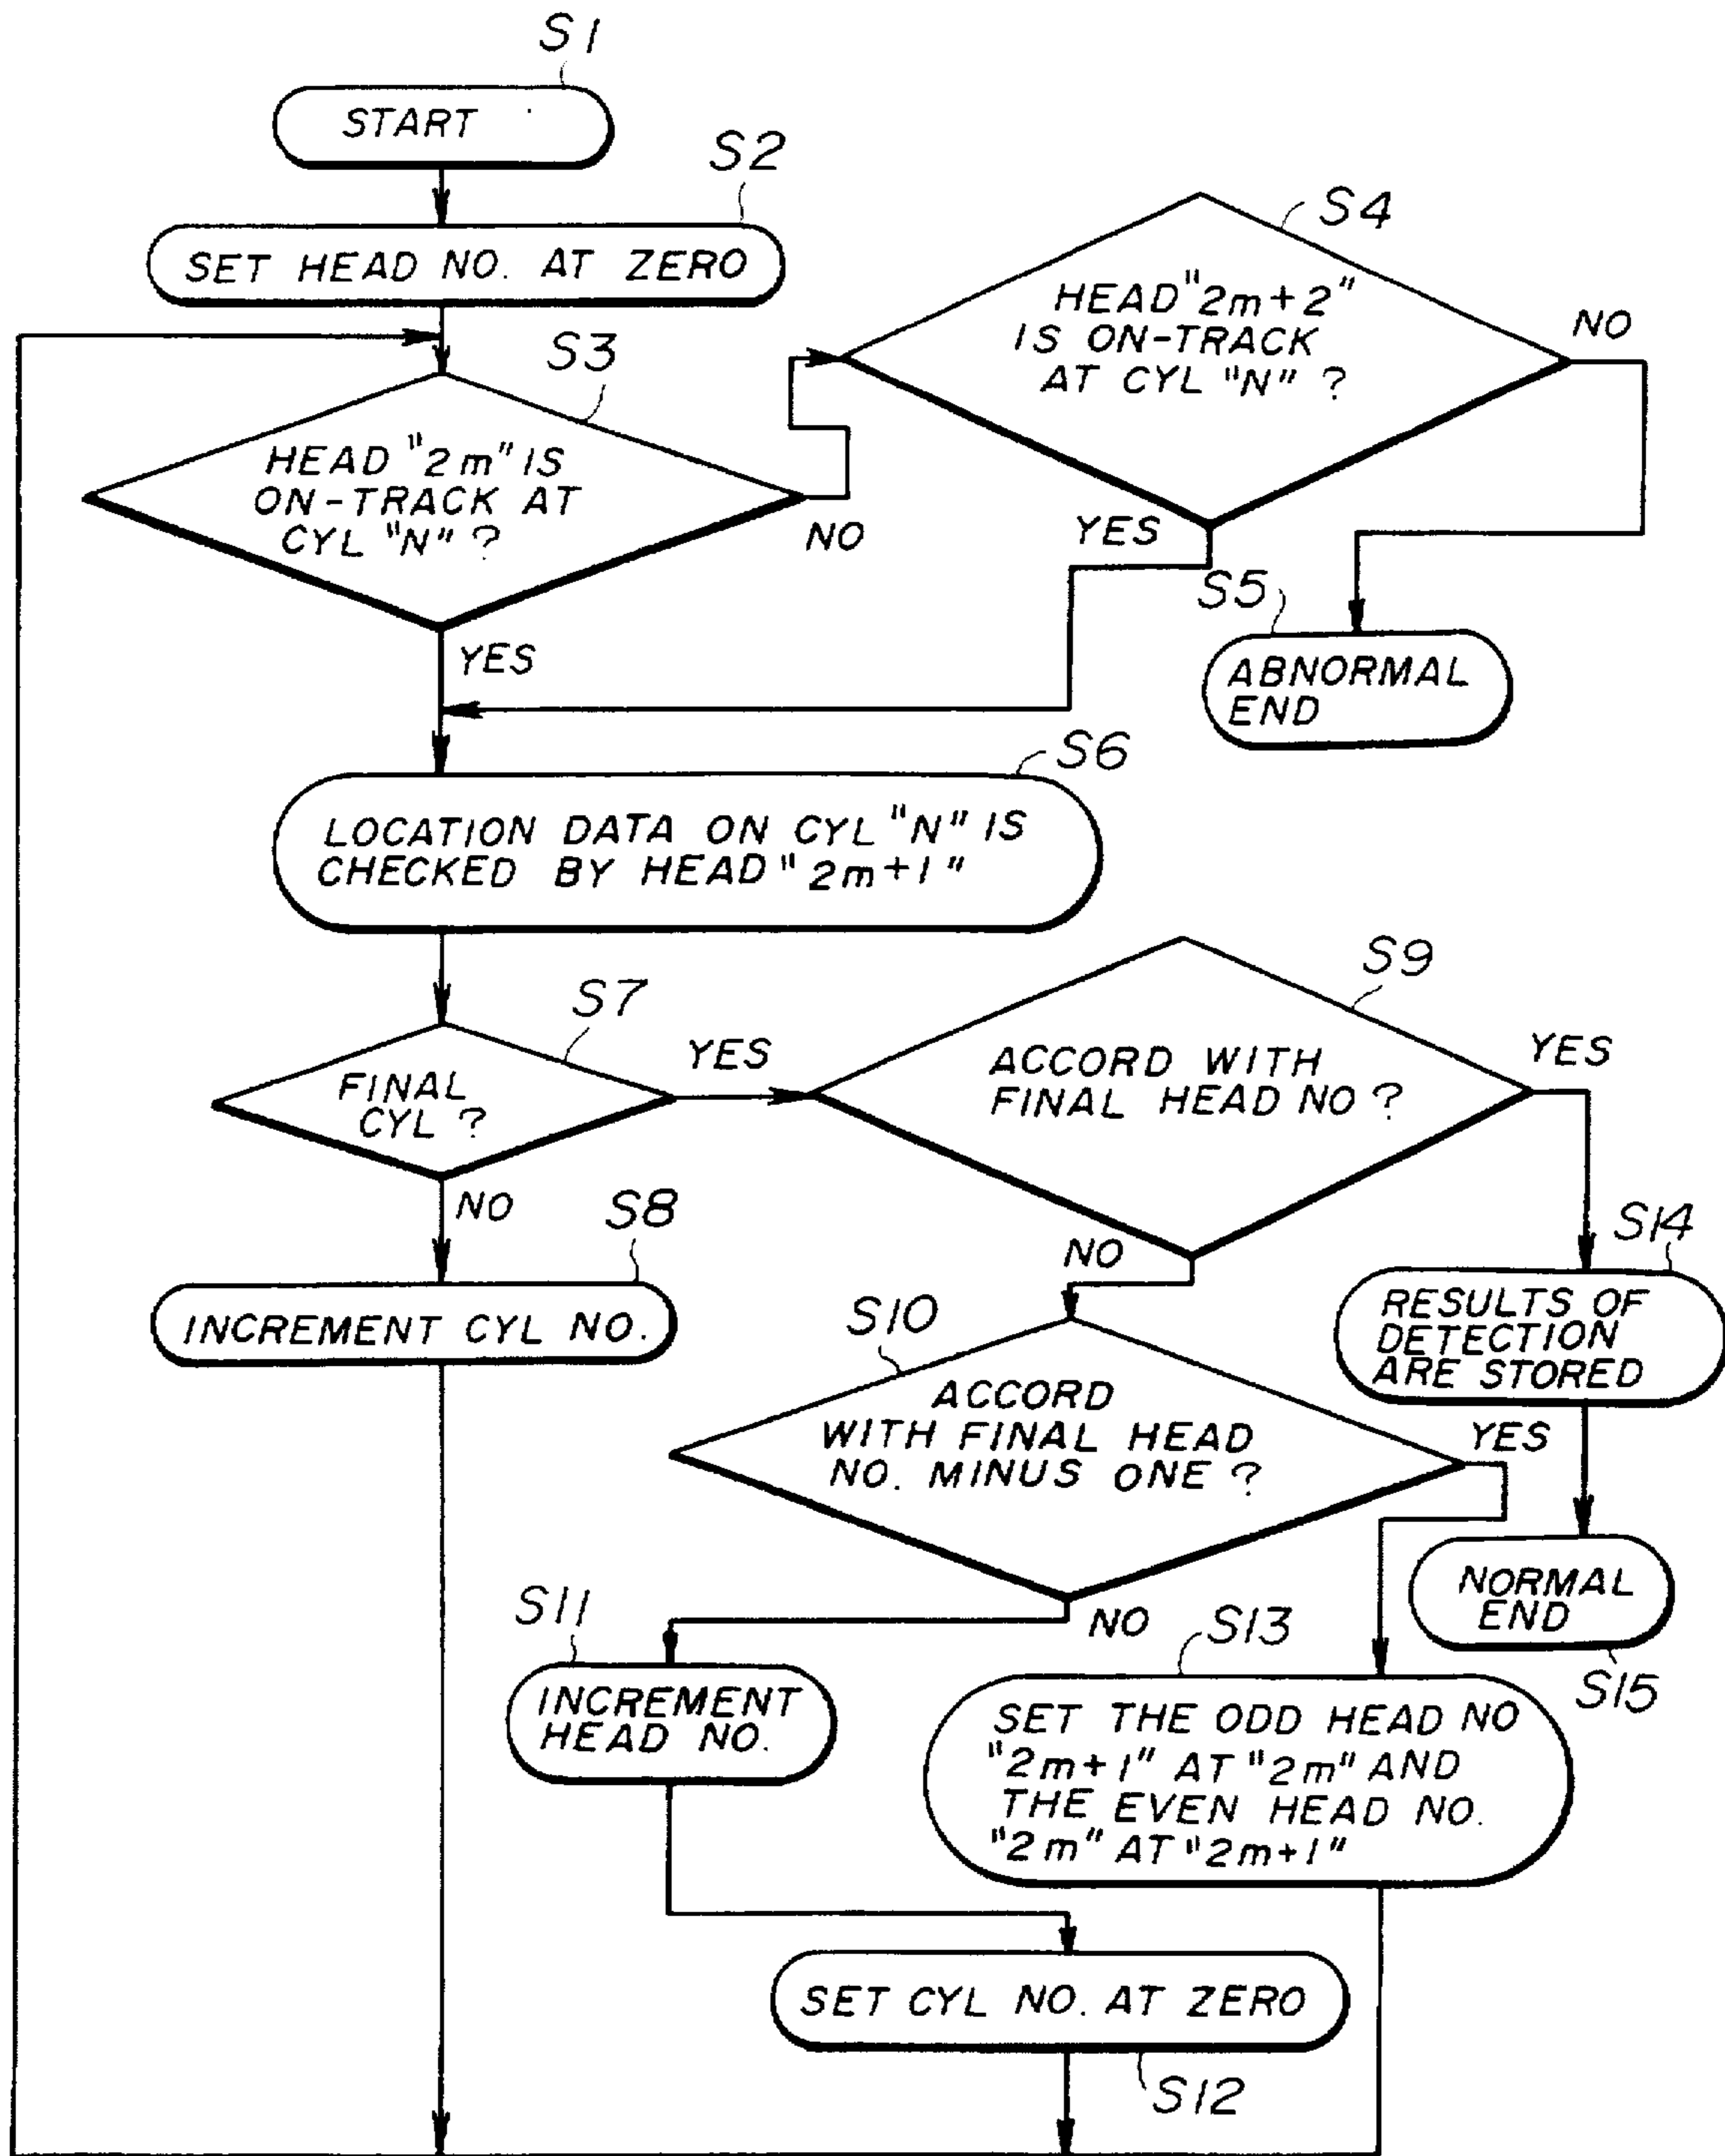 S1
START
S2
SET HEAD NO. AT ZERO
S3
HEAD "2m" IS
ON-TRACK AT
CYL "N" ?
NO
YES
S4
HEAD "2m+2"
IS ON-TRACK
AT CYL "N" ?
NO
YES
S5
ABNORMAL
END
S6
LOCATION DATA ON CYL "N" IS
CHECKED BY HEAD "2m+1"
S7
FINAL
CYL ?
YES
NO
S8
INCREMENT CYL NO.
S9
ACCORD WITH
FINAL HEAD NO ?
YES
NO
S10
ACCORD
WITH FINAL HEAD
NO. MINUS ONE ?
YES
NO
S14
RESULTS OF
DETECTION
ARE STORED
NORMAL
END
S15
S11
INCREMENT
HEAD NO.
S13
SET THE ODD HEAD NO
"2m+1" AT "2m" AND
THE EVEN HEAD NO.
"2m" AT "2m+1"
SET CYL NO. AT ZERO
S12